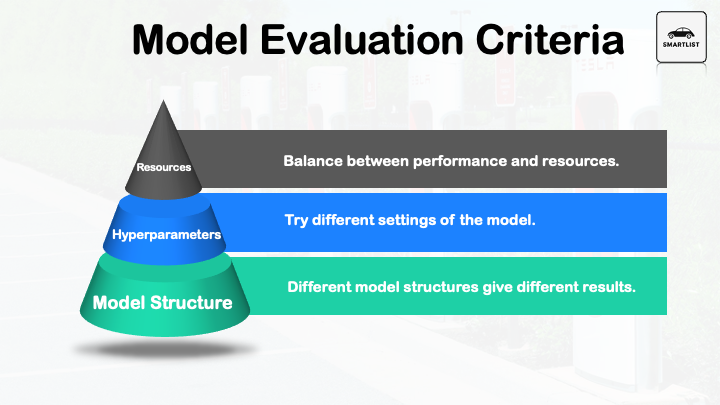 Model Evaluation Criteria
SMARTLIST
Resources
Balance between performance and resources.
Hyperparameters
Try different settings of the model.
Model Structure
Different model structures give different results.
TESLA